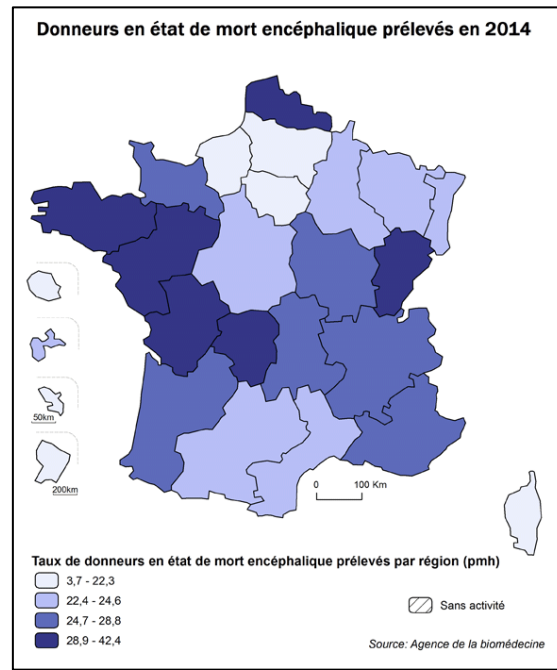 Donneurs en état de mort encéphalique prélevés en 2014
50km
200km
0 100 Km
Taux de donneurs en état de mort encéphalique prélevés par région (pmh)
3,7 - 22,3
22,4 - 24,6
24,7 - 28,8
28,9 - 42,4
Sans activité
Source: Agence de la biomédecine